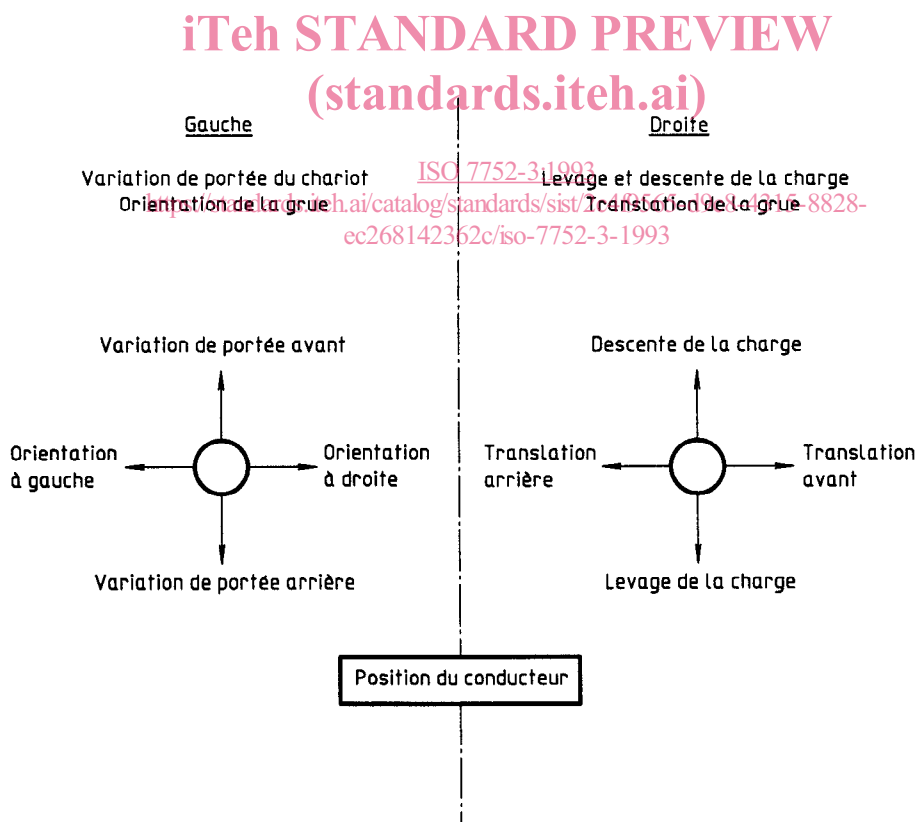 iTeh STANDARD PREVIEW
(standards.iteh.ai)
Gauche
Droite
ISO 7752-3:1993
Variation de portée du chariot
Orientation de la grue
Levage et descente de la charge
Translation de la grue
ec268142362c/iso-7752-3-1993
Variation de portée avant
Orientation
à gauche
Orientation
à droite
Variation de portée arrière
Descente de la charge
Translation
arrière
Translation
avant
Levage de la charge
Position du conducteur